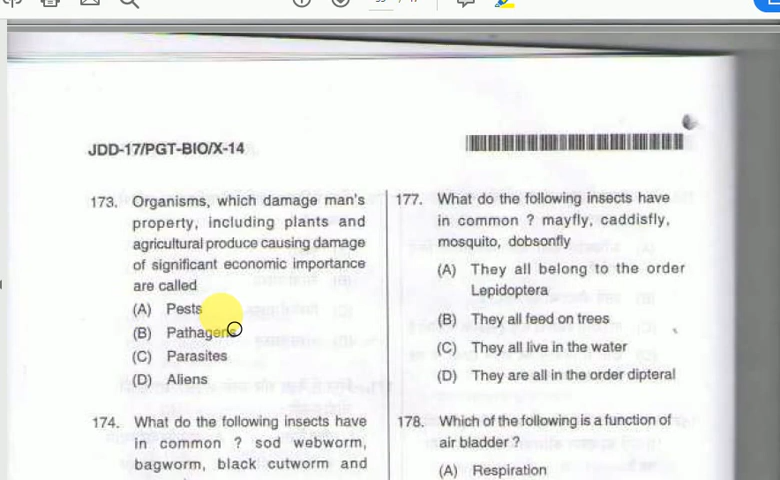 JDD-17/PGT-BIO/X-14
173. Organisms, which damage man's
property, including plants and
agricultural produce causing damage
of significant economic importance
are called
(A) Pests
(B) Pathagens
(C) Parasites
(D) Aliens
174. What do the following insects have
in common ? sod webworm,
bagworm, black cutworm and
177. What do the following insects have
in common ? mayfly, caddisfly,
mosquito, dobsonfly
(A) They all belong to the order
Lepidoptera
(B) They all feed on trees
(C) They all live in the water
(D) They are all in the order dipteral
178. Which of the following is a function of
air bladder ?
(A) Respiration